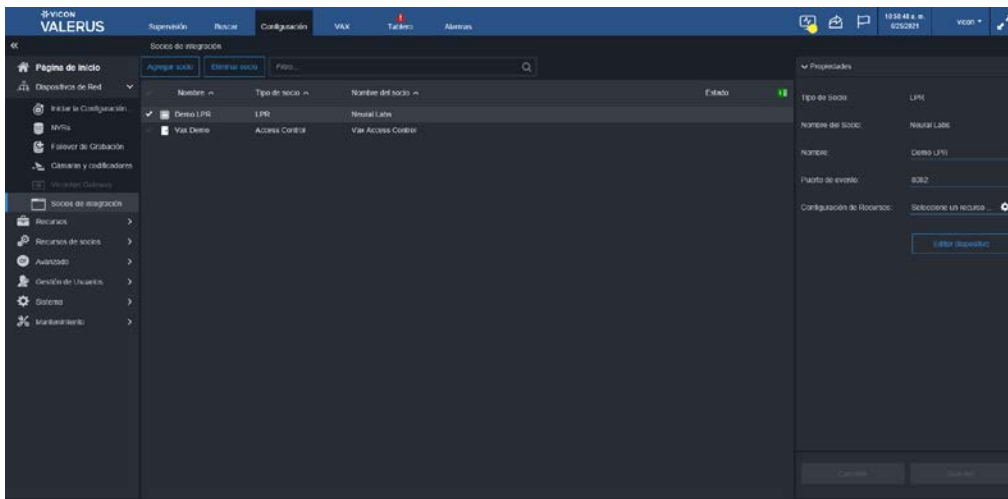 VICON
VALERUS
Supervisión Buscar Configuración VAX Tablero Alarmas
10:58:48 a. m.
6/25/2021
vicon
Socios de integración
Página de inicio
Dispositivos de Red
Iniciar la Configuración
NVRs
Failover de Grabación
Cámaras y codificadores
Socios de integración
Recursos
Recursos de socios
Avanzado
Gestión de Usuarios
Sistema
Mantenimiento
Agregar socio Eliminar socio Filtro...
Nombre Tipo de socio Nombre del socio Estado
Demo LPR LPR Neural Labs
Vax Demo Access Control Vax Access Control
Propiedades
Tipo de Socio: LPR
Nombre del Socio: Neural Labs
Nombre: Demo LPR
Puerto de evento: 8082
Configuración de Recursos: Seleccione un recurso ...
Editar dispositivo
Cancelar Guardar